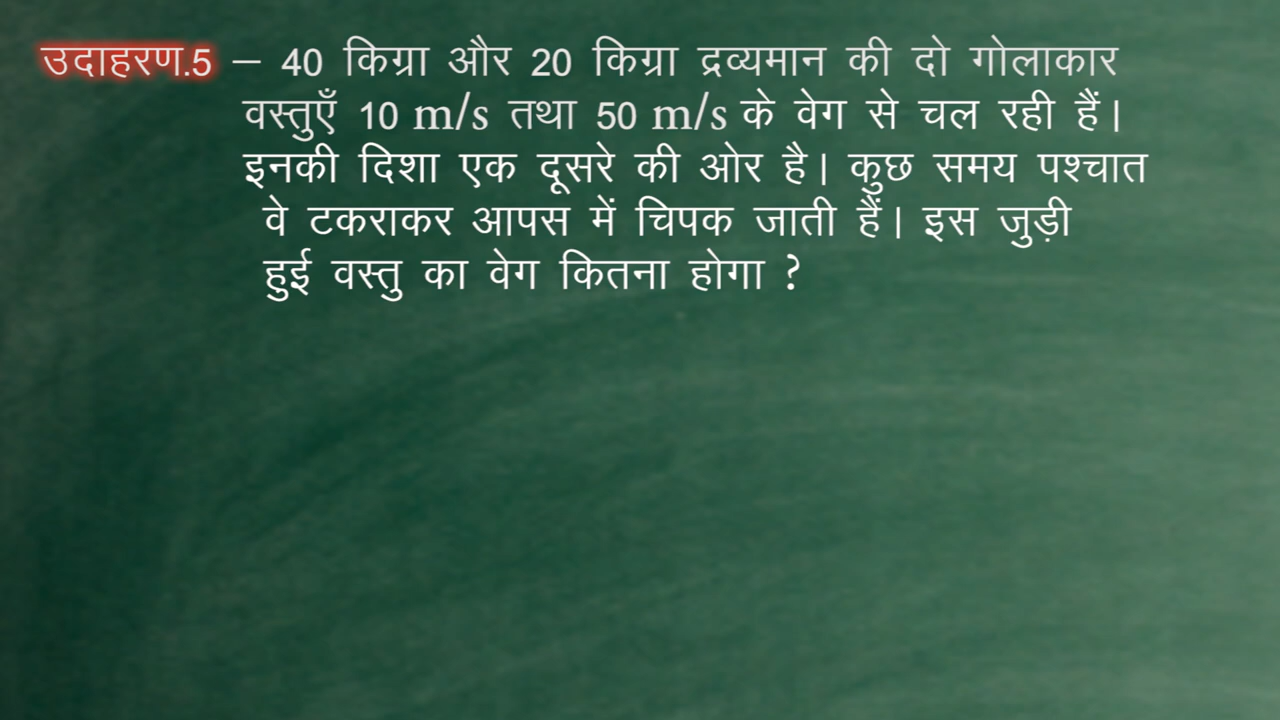 उदाहरण.5 – 40 किग्रा और 20 किग्रा द्रव्यमान की दो गोलाकार
वस्तुएँ 10 m/s तथा 50 m/s के वेग से चल रही हैं।
इनकी दिशा एक दूसरे की ओर है। कुछ समय पश्चात
वे टकराकर आपस में चिपक जाती हैं। इस जुड़ी
हुई वस्तु का वेग कितना होगा ?